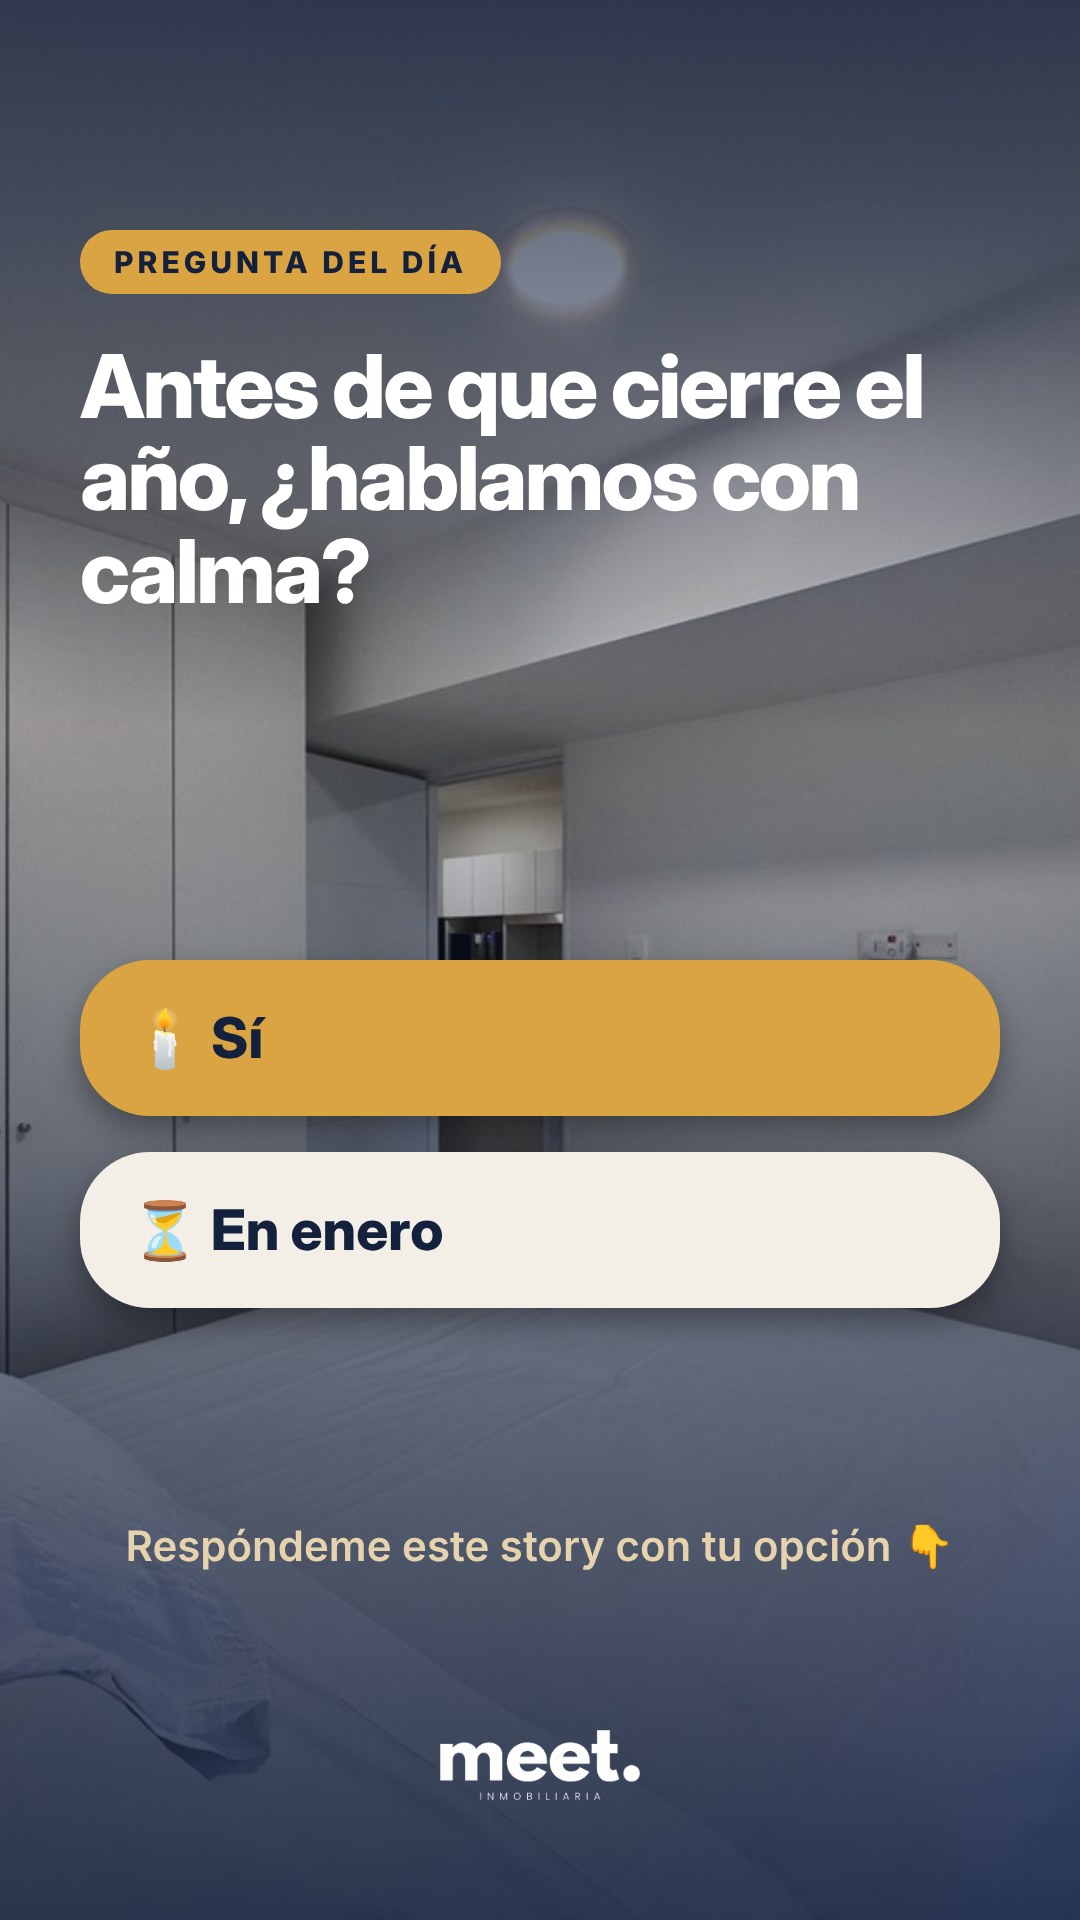 PREGUNTA DEL DÍA
Antes de que cierre el
año, ¿hablamos con
calma?
🕯️ Sí
⏳ En enero
Respóndeme este story con tu opción 👇
meet.
INMOBILIARIA